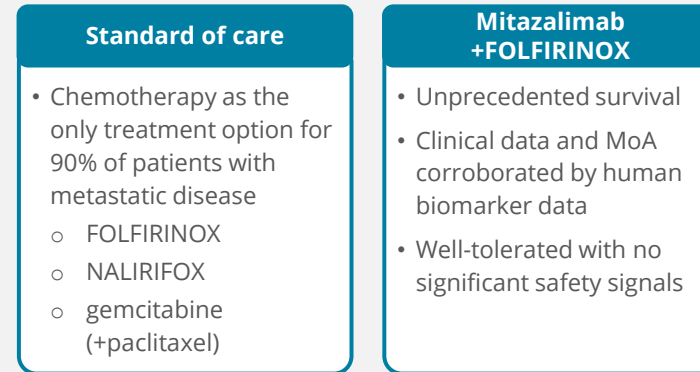 Standard of care
• Chemotherapy as the
only treatment option for
90% of patients with
metastatic disease
o FOLFIRINOX
o NALIRIFOX
o gemcitabine
(+paclitaxel)
Mitazalimab
+FOLFIRINOX
• Unprecedented survival
• Clinical data and MoA
corroborated by human
biomarker data
• Well-tolerated with no
significant safety signals